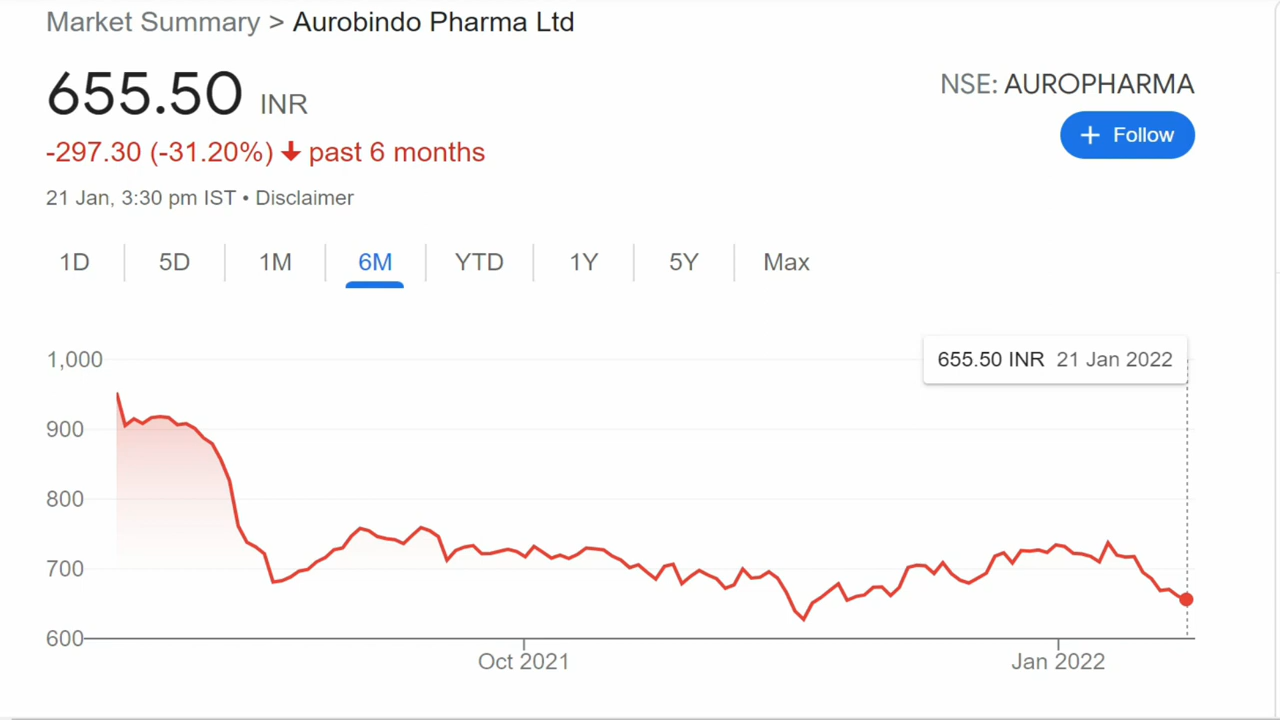 Market Summary > Aurobindo Pharma Ltd
655.50 INR
NSE: AUROPHARMA
+ Follow
-297.30 (-31.20%) ↓ past 6 months
21 Jan, 3:30 pm IST • Disclaimer
1D 5D 1M 6M YTD 1Y 5Y Max
655.50 INR 21 Jan 2022
1,000
900
800
700
600
Oct 2021 Jan 2022